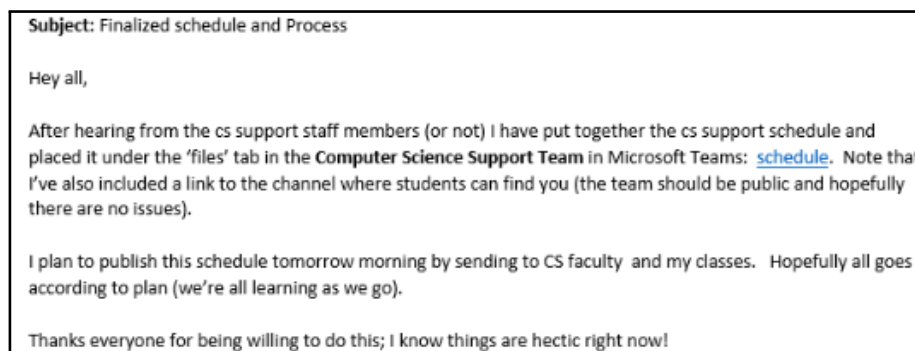 Subject: Finalized schedule and Process
Hey all,
After hearing from the cs support staff members (or not) I have put together the cs support schedule and
placed it under the 'files' tab in the Computer Science Support Team in Microsoft Teams:  schedule.  Note that
I've also included a link to the channel where students can find you (the team should be public and hopefully
there are no issues).
I plan to publish this schedule tomorrow morning by sending to CS faculty  and my classes.   Hopefully all goes
according to plan (we're all learning as we go).
Thanks everyone for being willing to do this; I know things are hectic right now!